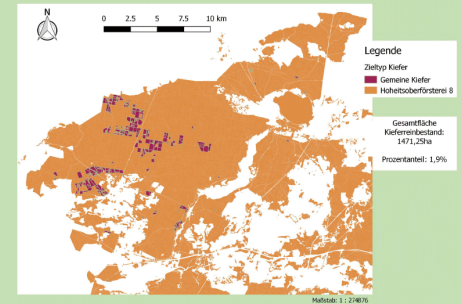 N
0 2.5 5 7.5 10 km
Legende
Zieltyp Kiefer
Gemeine Kiefer
Hoheitsoberförsterei 8
Gesamtfläche
Kieferreinbestand:
1471,25ha
Prozentanteil: 1,9%
Maßstab: 1 : 274876